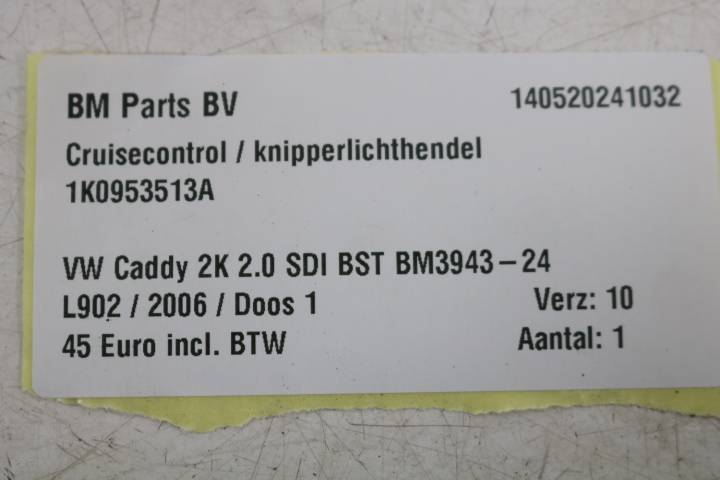 BM Parts BV 140520241032
Cruisecontrol / knipperlichthendel
1K0953513A
VW Caddy 2K 2.0 SDI BST BM3943-24
L902 / 2006 / Doos 1 Verz: 10
45 Euro incl. BTW Aantal: 1